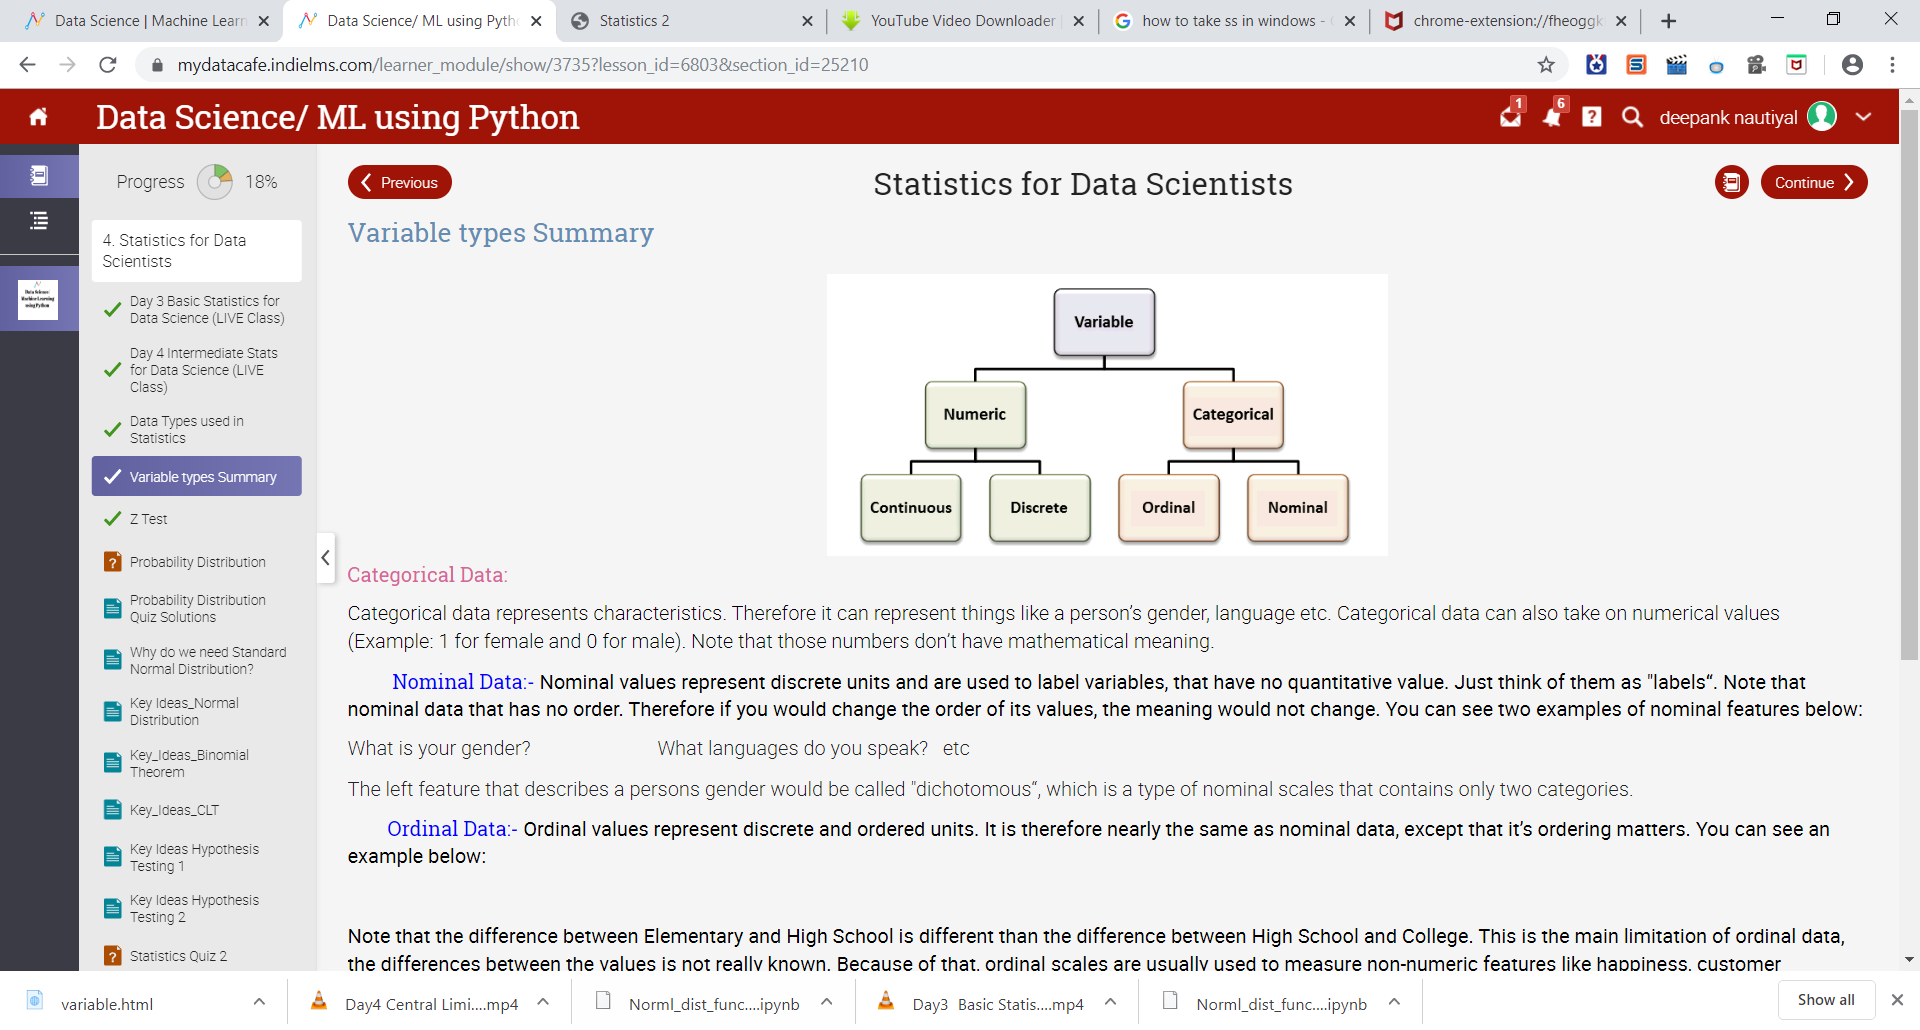 Data Science | Machine Learn
Data Science/ ML using Pytho
Statistics 2
YouTube Video Downloader
how to take ss in windows -
chrome-extension://fheoggk
mydatacafe.indielms.com/learner_module/show/3735?lesson_id=6803&section_id=25210
Data Science/ ML using Python
1
6
deepank nautiyal
Progress
18%
Previous
Statistics for Data Scientists
Continue
4. Statistics for Data
Scientists
Day 3 Basic Statistics for
Data Science (LIVE Class)
Day 4 Intermediate Stats
for Data Science (LIVE
Class)
Data Types used in
Statistics
Variable types Summary
Z Test
Probability Distribution
Probability Distribution
Quiz Solutions
Why do we need Standard
Normal Distribution?
Key Ideas_Normal
Distribution
Key_Ideas_Binomial
Theorem
Key_Ideas_CLT
Key Ideas Hypothesis
Testing 1
Key Ideas Hypothesis
Testing 2
Statistics Quiz 2
Variable types Summary
Variable
Numeric
Categorical
Continuous
Discrete
Ordinal
Nominal
Categorical Data:
Categorical data represents characteristics. Therefore it can represent things like a person’s gender, language etc. Categorical data can also take on numerical values
(Example: 1 for female and 0 for male). Note that those numbers don’t have mathematical meaning.
Nominal Data:- Nominal values represent discrete units and are used to label variables, that have no quantitative value. Just think of them as "labels“. Note that
nominal data that has no order. Therefore if you would change the order of its values, the meaning would not change. You can see two examples of nominal features below:
What is your gender? What languages do you speak? etc
The left feature that describes a persons gender would be called "dichotomous“, which is a type of nominal scales that contains only two categories.
Ordinal Data:- Ordinal values represent discrete and ordered units. It is therefore nearly the same as nominal data, except that it’s ordering matters. You can see an
example below:
Note that the difference between Elementary and High School is different than the difference between High School and College. This is the main limitation of ordinal data,
the differences between the values is not really known. Because of that, ordinal scales are usually used to measure non-numeric features like happiness, customer
variable.html
Day4 Central Limi....mp4
Norml_dist_func....ipynb
Day3 Basic Statis....mp4
Norml_dist_func....ipynb
Show all